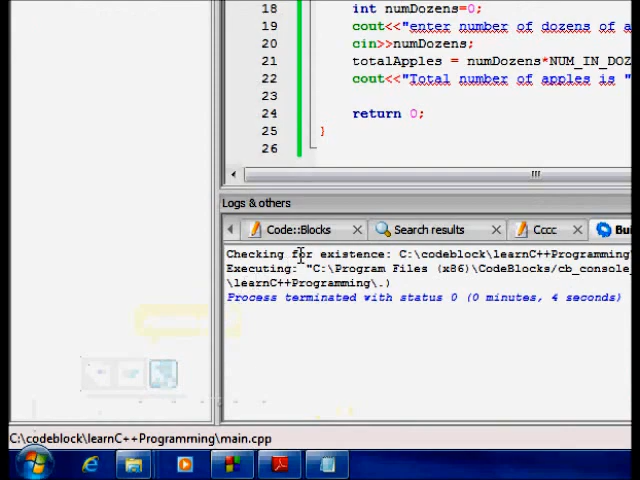 18 int numDozens=0;
19 cout<<"enter number of dozens of a
20 cin>>numDozens;
21 totalApples = numDozens*NUM_IN_DOZ
22 cout<<"Total number of apples is "
23
24 return 0;
25 }
26
Logs & others
Code::Blocks Search results Cccc Bui
Checking for existence: C:\codeblock\learnC++Programming\
Executing: "C:\Program Files (x86)\CodeBlocks/cb_console_
\learnC++Programming\.)
Process terminated with status 0 (0 minutes, 4 seconds)
C:\codeblock\learnC++Programming\main.cpp